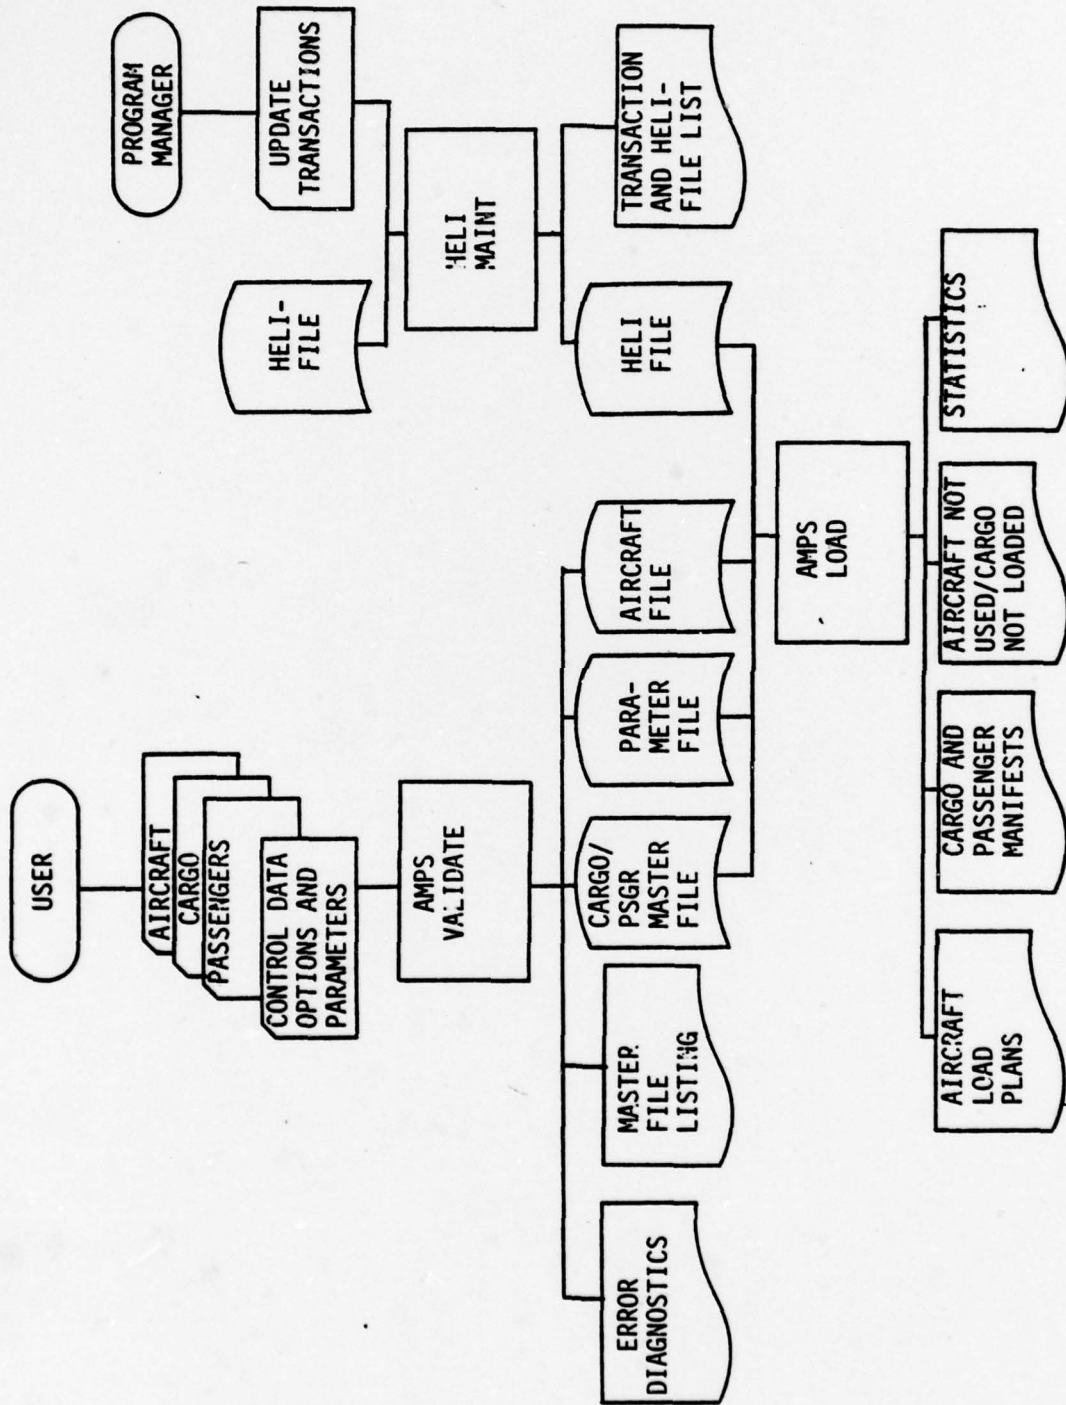 USER
AIRCRAFT
CARGO
PASSENGERS
CONTROL DATA
OPTIONS AND
PARAMETERS
AMPS
VALIDATE
ERROR
DIAGNOSTICS
MASTER
FILE
LISTING
CARGO/
PSGR
MASTER
FILE
PARA-
METER
FILE
AIRCRAFT
FILE
PROGRAM
MANAGER
HELI-
FILE
UPDATE
TRANSACTIONS
HELI
MAINT
HELI
FILE
TRANSACTION
AND HELI-
FILE LIST
AMPS
LOAD
AIRCRAFT
LOAD
PLANS
CARGO AND
PASSENGER
MANIFESTS
AIRCRAFT NOT
USED/CARGO
NOT LOADED
STATISTICS